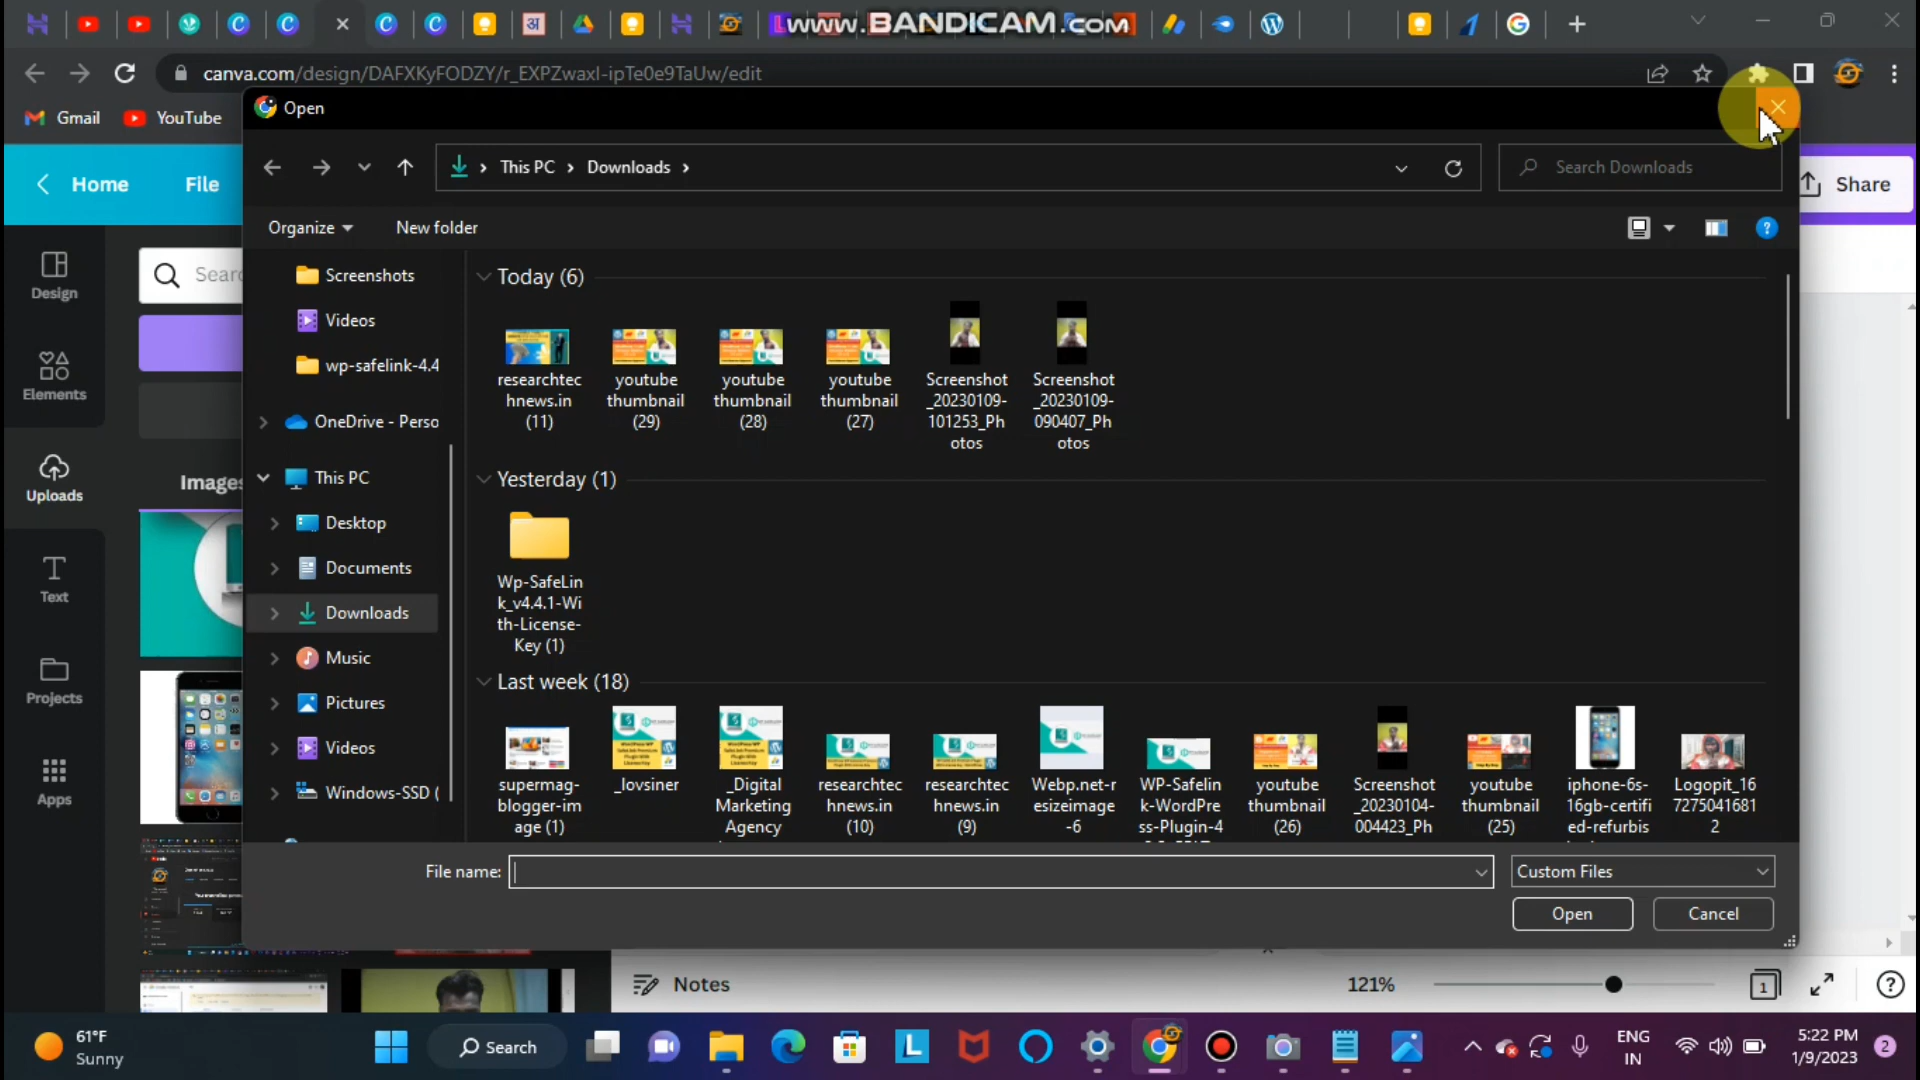 www.BANDICAM.com
canva.com/design/DAFXKyFODZY/r_EXPZwaxI-ipTe0e9TaUw/edit
Gmail
YouTube
Open
This PC
Downloads
Search Downloads
Home
File
Share
Organize
New folder
Design
Elements
Uploads
Text
Projects
Apps
Images
Screenshots
Videos
wp-safelink-4.4
OneDrive - Perso
This PC
Desktop
Documents
Downloads
Music
Pictures
Videos
Windows-SSD (
Today (6)
researchtec
hnews.in
(11)
youtube
thumbnail
(29)
youtube
thumbnail
(28)
youtube
thumbnail
(27)
Screenshot
_20230109-
101253_Ph
otos
Screenshot
_20230109-
090407_Ph
otos
Yesterday (1)
Wp-SafeLin
k_v4.4.1-Wi
th-License-
Key (1)
Last week (18)
supermag-
blogger-im
age (1)
_lovsiner
_Digital
Marketing
Agency
researchtec
hnews.in
(10)
researchtec
hnews.in
(9)
Webp.net-r
esizeimage
-6
WP-Safelin
k-WordPre
ss-Plugin-4
youtube
thumbnail
(26)
Screenshot
_20230104-
004423_Ph
youtube
thumbnail
(25)
iphone-6s-
16gb-certifi
ed-refurbis
Logopit_16
7275041681
2
File name:
Custom Files
Open
Cancel
Notes
121%
1
61°F
Sunny
Search
ENG
IN
5:22 PM
1/9/2023
2